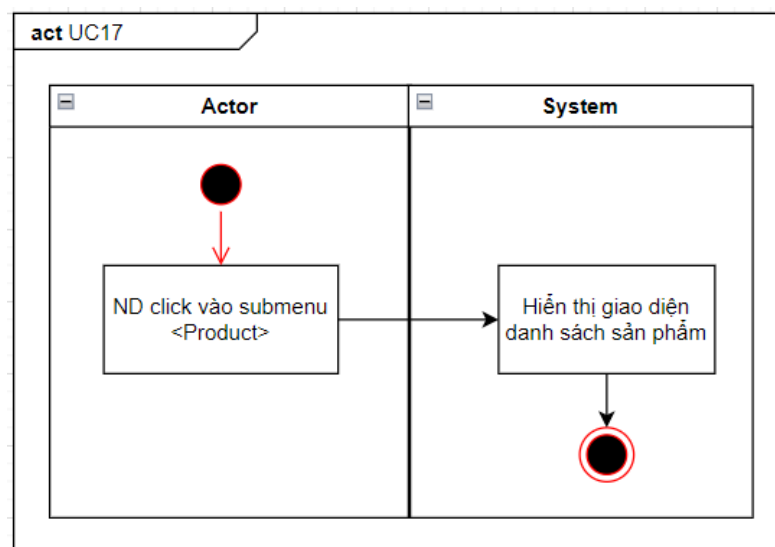 act UC17
Actor
System
ND click vào submenu
<Product>
Hiển thị giao diện
danh sách sản phẩm